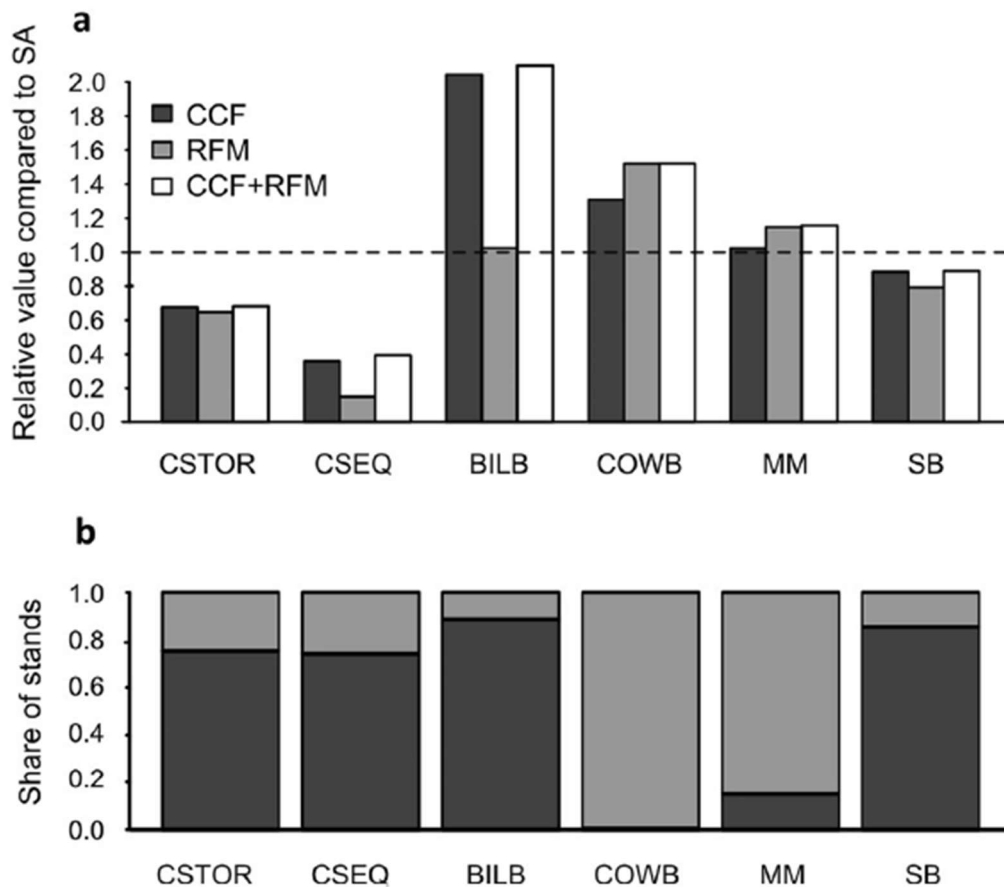 a
Relative value compared to SA
2.0
1.8
1.6
1.4
1.2
1.0
0.8
0.6
0.4
0.2
0.0
CCF
RFM
CCF+RFM
CSTOR CSEQ BILB COWB MM SB
b
Share of stands
1.0
0.8
0.6
0.4
0.2
0.0
CSTOR CSEQ BILB COWB MM SB